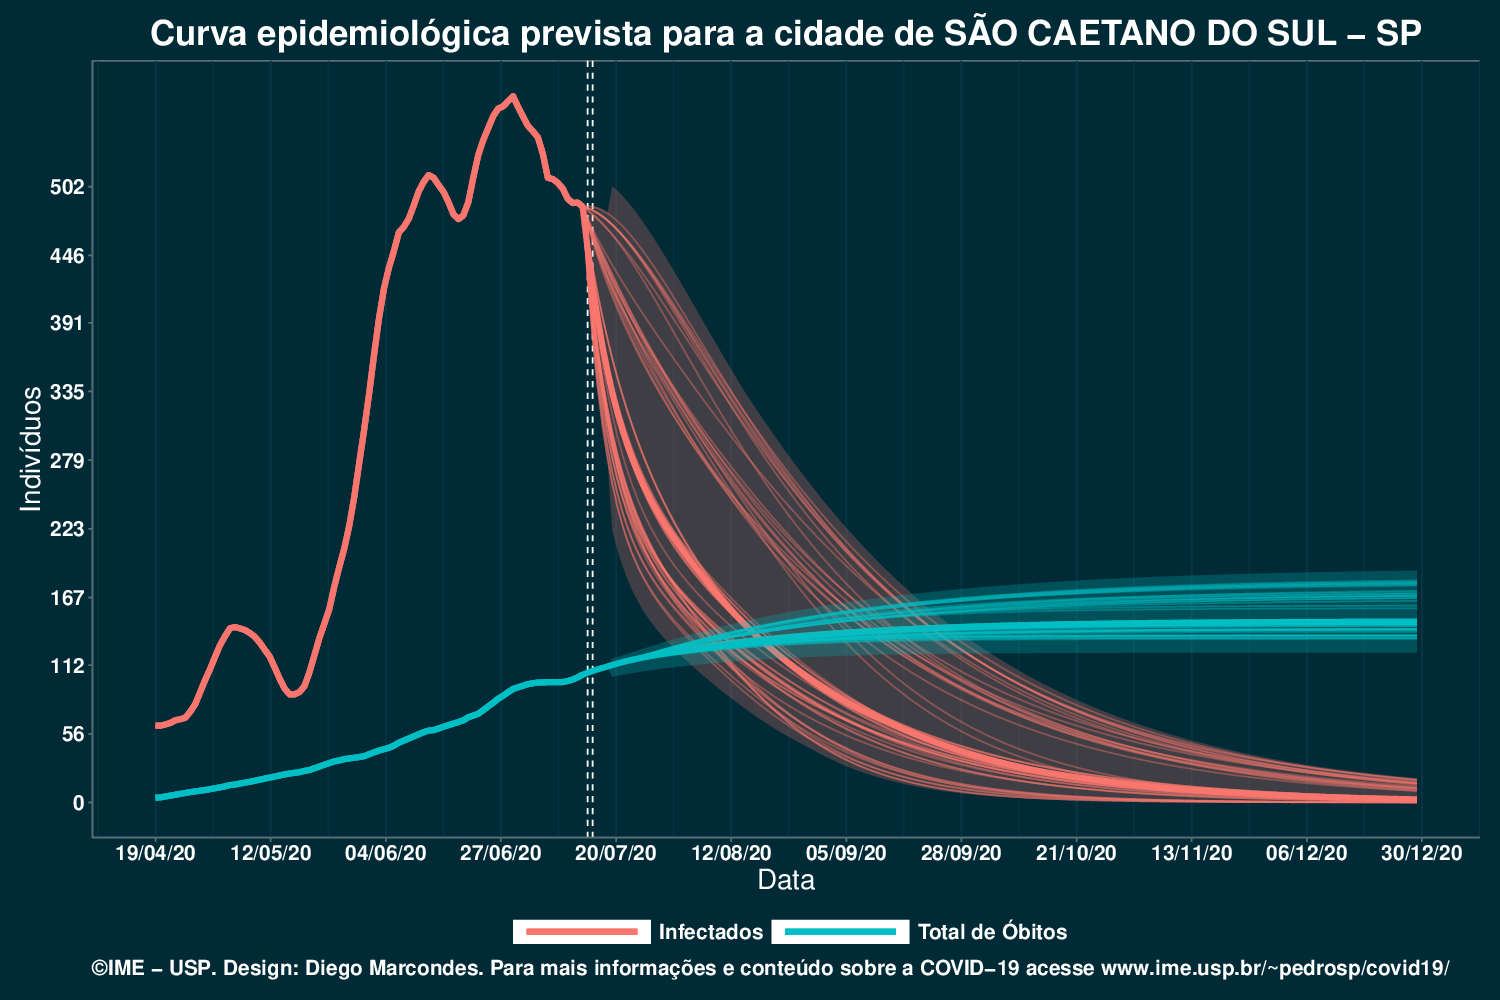 Curva epidemiológica prevista para a cidade de SÃO CAETANO DO SUL – SP
Indivíduos
502
446
391
335
279
223
167
112
56
0
19/04/20 12/05/20 04/06/20 27/06/20 20/07/20 12/08/20 05/09/20 28/09/20 21/10/20 13/11/20 06/12/20 30/12/20
Data
Infectados Total de Óbitos
©IME – USP. Design: Diego Marcondes. Para mais informações e conteúdo sobre a COVID–19 acesse www.ime.usp.br/~pedrosp/covid19/